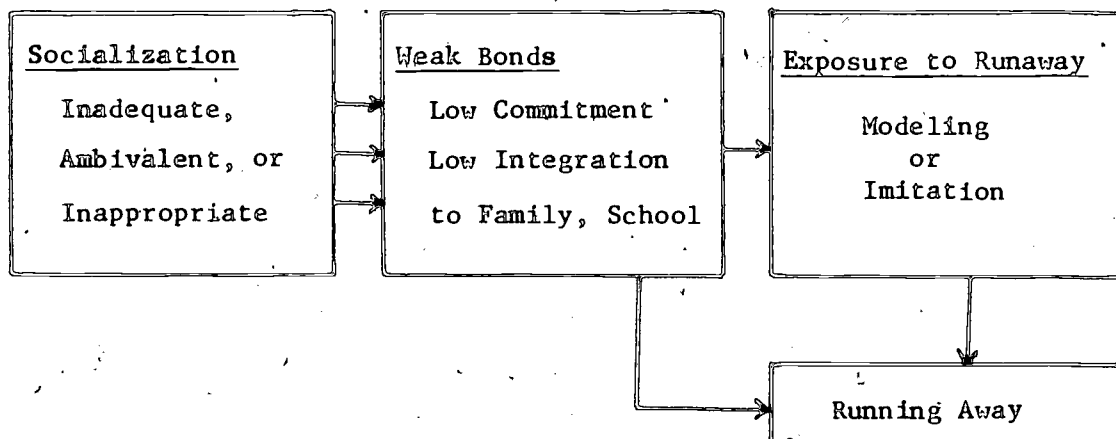 Socialization
Inadequate,
Ambivalent, or
Inappropriate
Weak Bonds
Low Commitment
Low Integration
to Family, School
Exposure to Runaway
Modeling
or
Imitation
Running Away